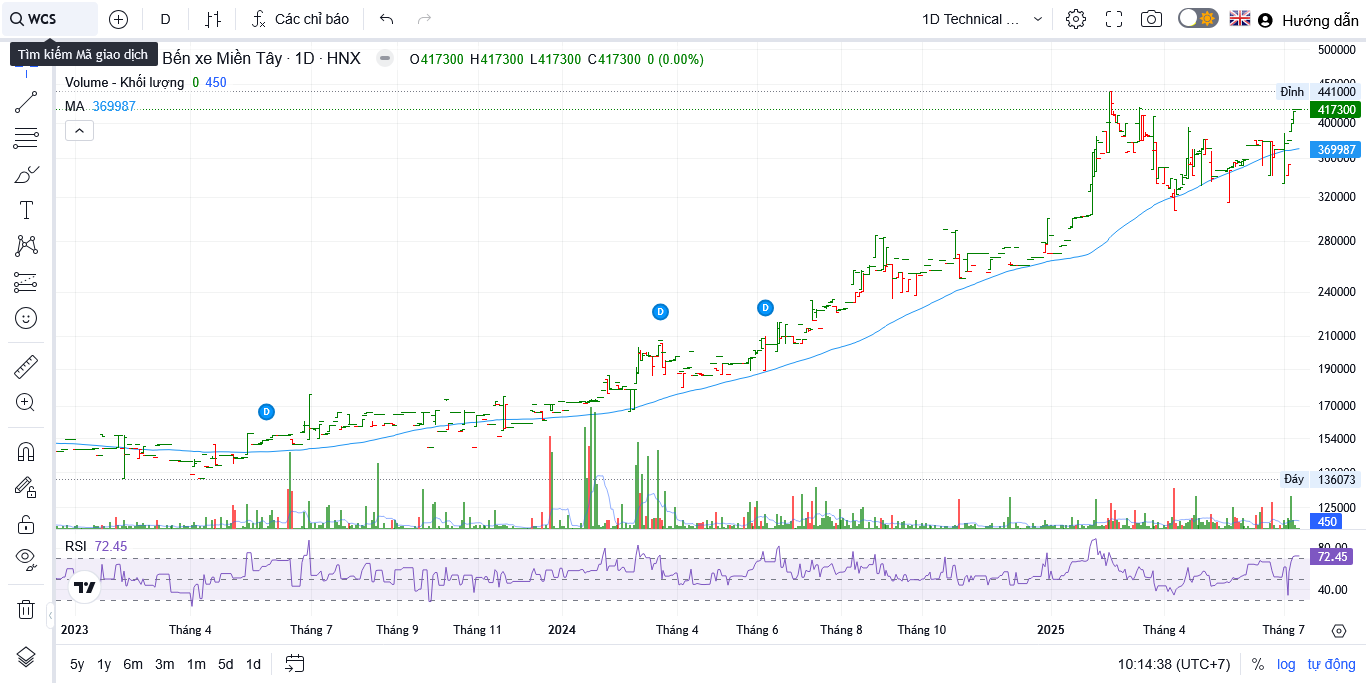 WCS
D
Các chỉ báo
1D Technical ...
Hướng dẫn
Tìm kiếm Mã giao dịch
Bến xe Miền Tây · 1D · HNX
O417300 H417300 L417300 C417300 0 (0.00%)
Volume - Khối lượng 0 450
MA 369987
500000
450000
Đỉnh 441000
417300
400000
369987
360000
320000
280000
240000
210000
190000
170000
154000
Đáy 136073
125000
450
D
D
D
RSI 72.45
80.00
72.45
40.00
2023 Tháng 4 Tháng 7 Tháng 9 Tháng 11 2024 Tháng 4 Tháng 6 Tháng 8 Tháng 10 2025 Tháng 4 Tháng 7
5y 1y 6m 3m 1m 5d 1d
10:14:38 (UTC+7) % log tự động